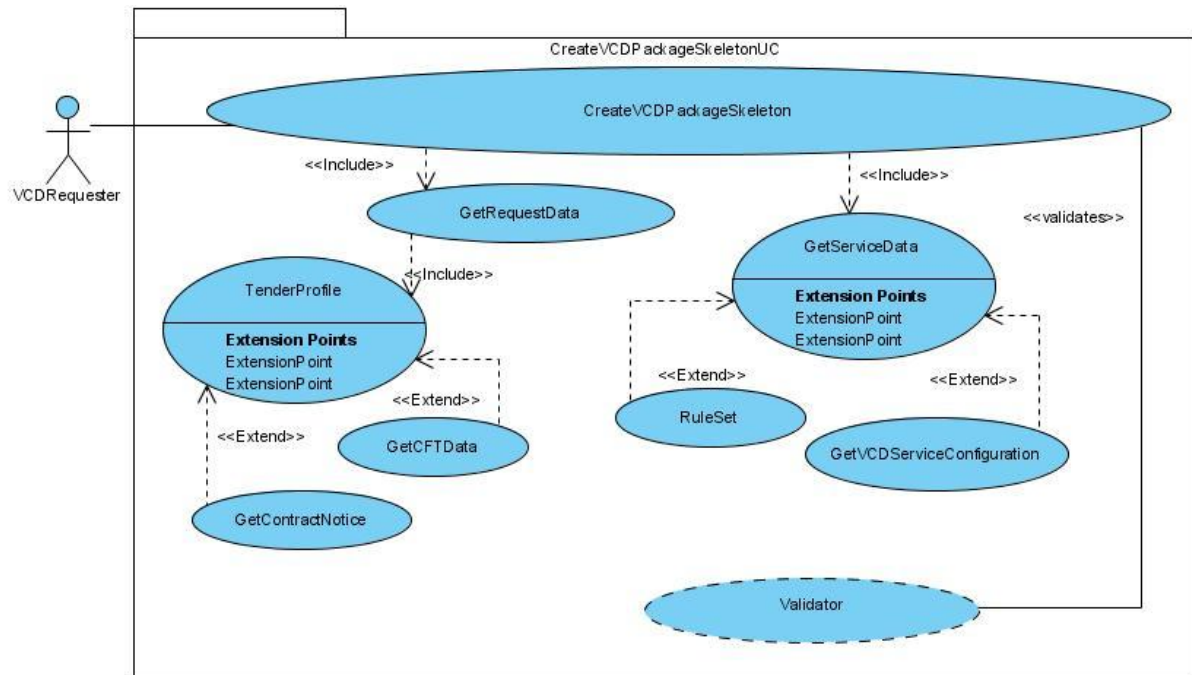 CreateVCDPackageSkeletonUC
CreateVCDPackageSkeleton
VCDRequester
<<Include>>
<<Include>>
GetRequestData
<<validates>>
GetServiceData
<<Include>>
TenderProfile
Extension Points
ExtensionPoint
ExtensionPoint
Extension Points
ExtensionPoint
ExtensionPoint
<<Extend>>
<<Extend>>
<<Extend>>
<<Extend>>
RuleSet
GetCFTData
GetVCDServiceConfiguration
GetContractNotice
Validator